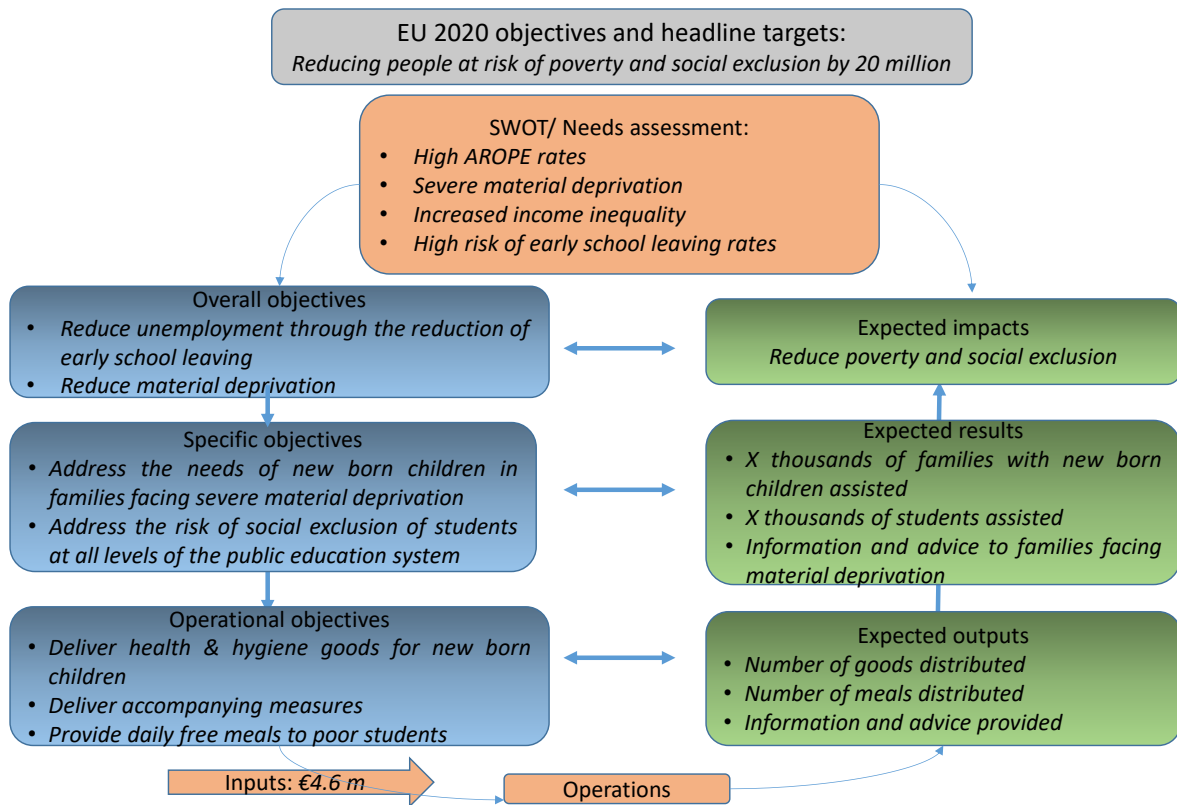 EU 2020 objectives and headline targets:
Reducing people at risk of poverty and social exclusion by 20 million
SWOT/ Needs assessment:
• High AROPE rates
• Severe material deprivation
• Increased income inequality
• High risk of early school leaving rates
Overall objectives
• Reduce unemployment through the reduction of
early school leaving
• Reduce material deprivation
Expected impacts
Reduce poverty and social exclusion
Specific objectives
• Address the needs of new born children in
families facing severe material deprivation
• Address the risk of social exclusion of students
at all levels of the public education system
Expected results
• X thousands of families with new born
children assisted
• X thousands of students assisted
• Information and advice to families facing
material deprivation
Operational objectives
• Deliver health & hygiene goods for new born
children
• Deliver accompanying measures
• Provide daily free meals to poor students
Expected outputs
• Number of goods distributed
• Number of meals distributed
• Information and advice provided
Inputs: €4.6 m
Operations